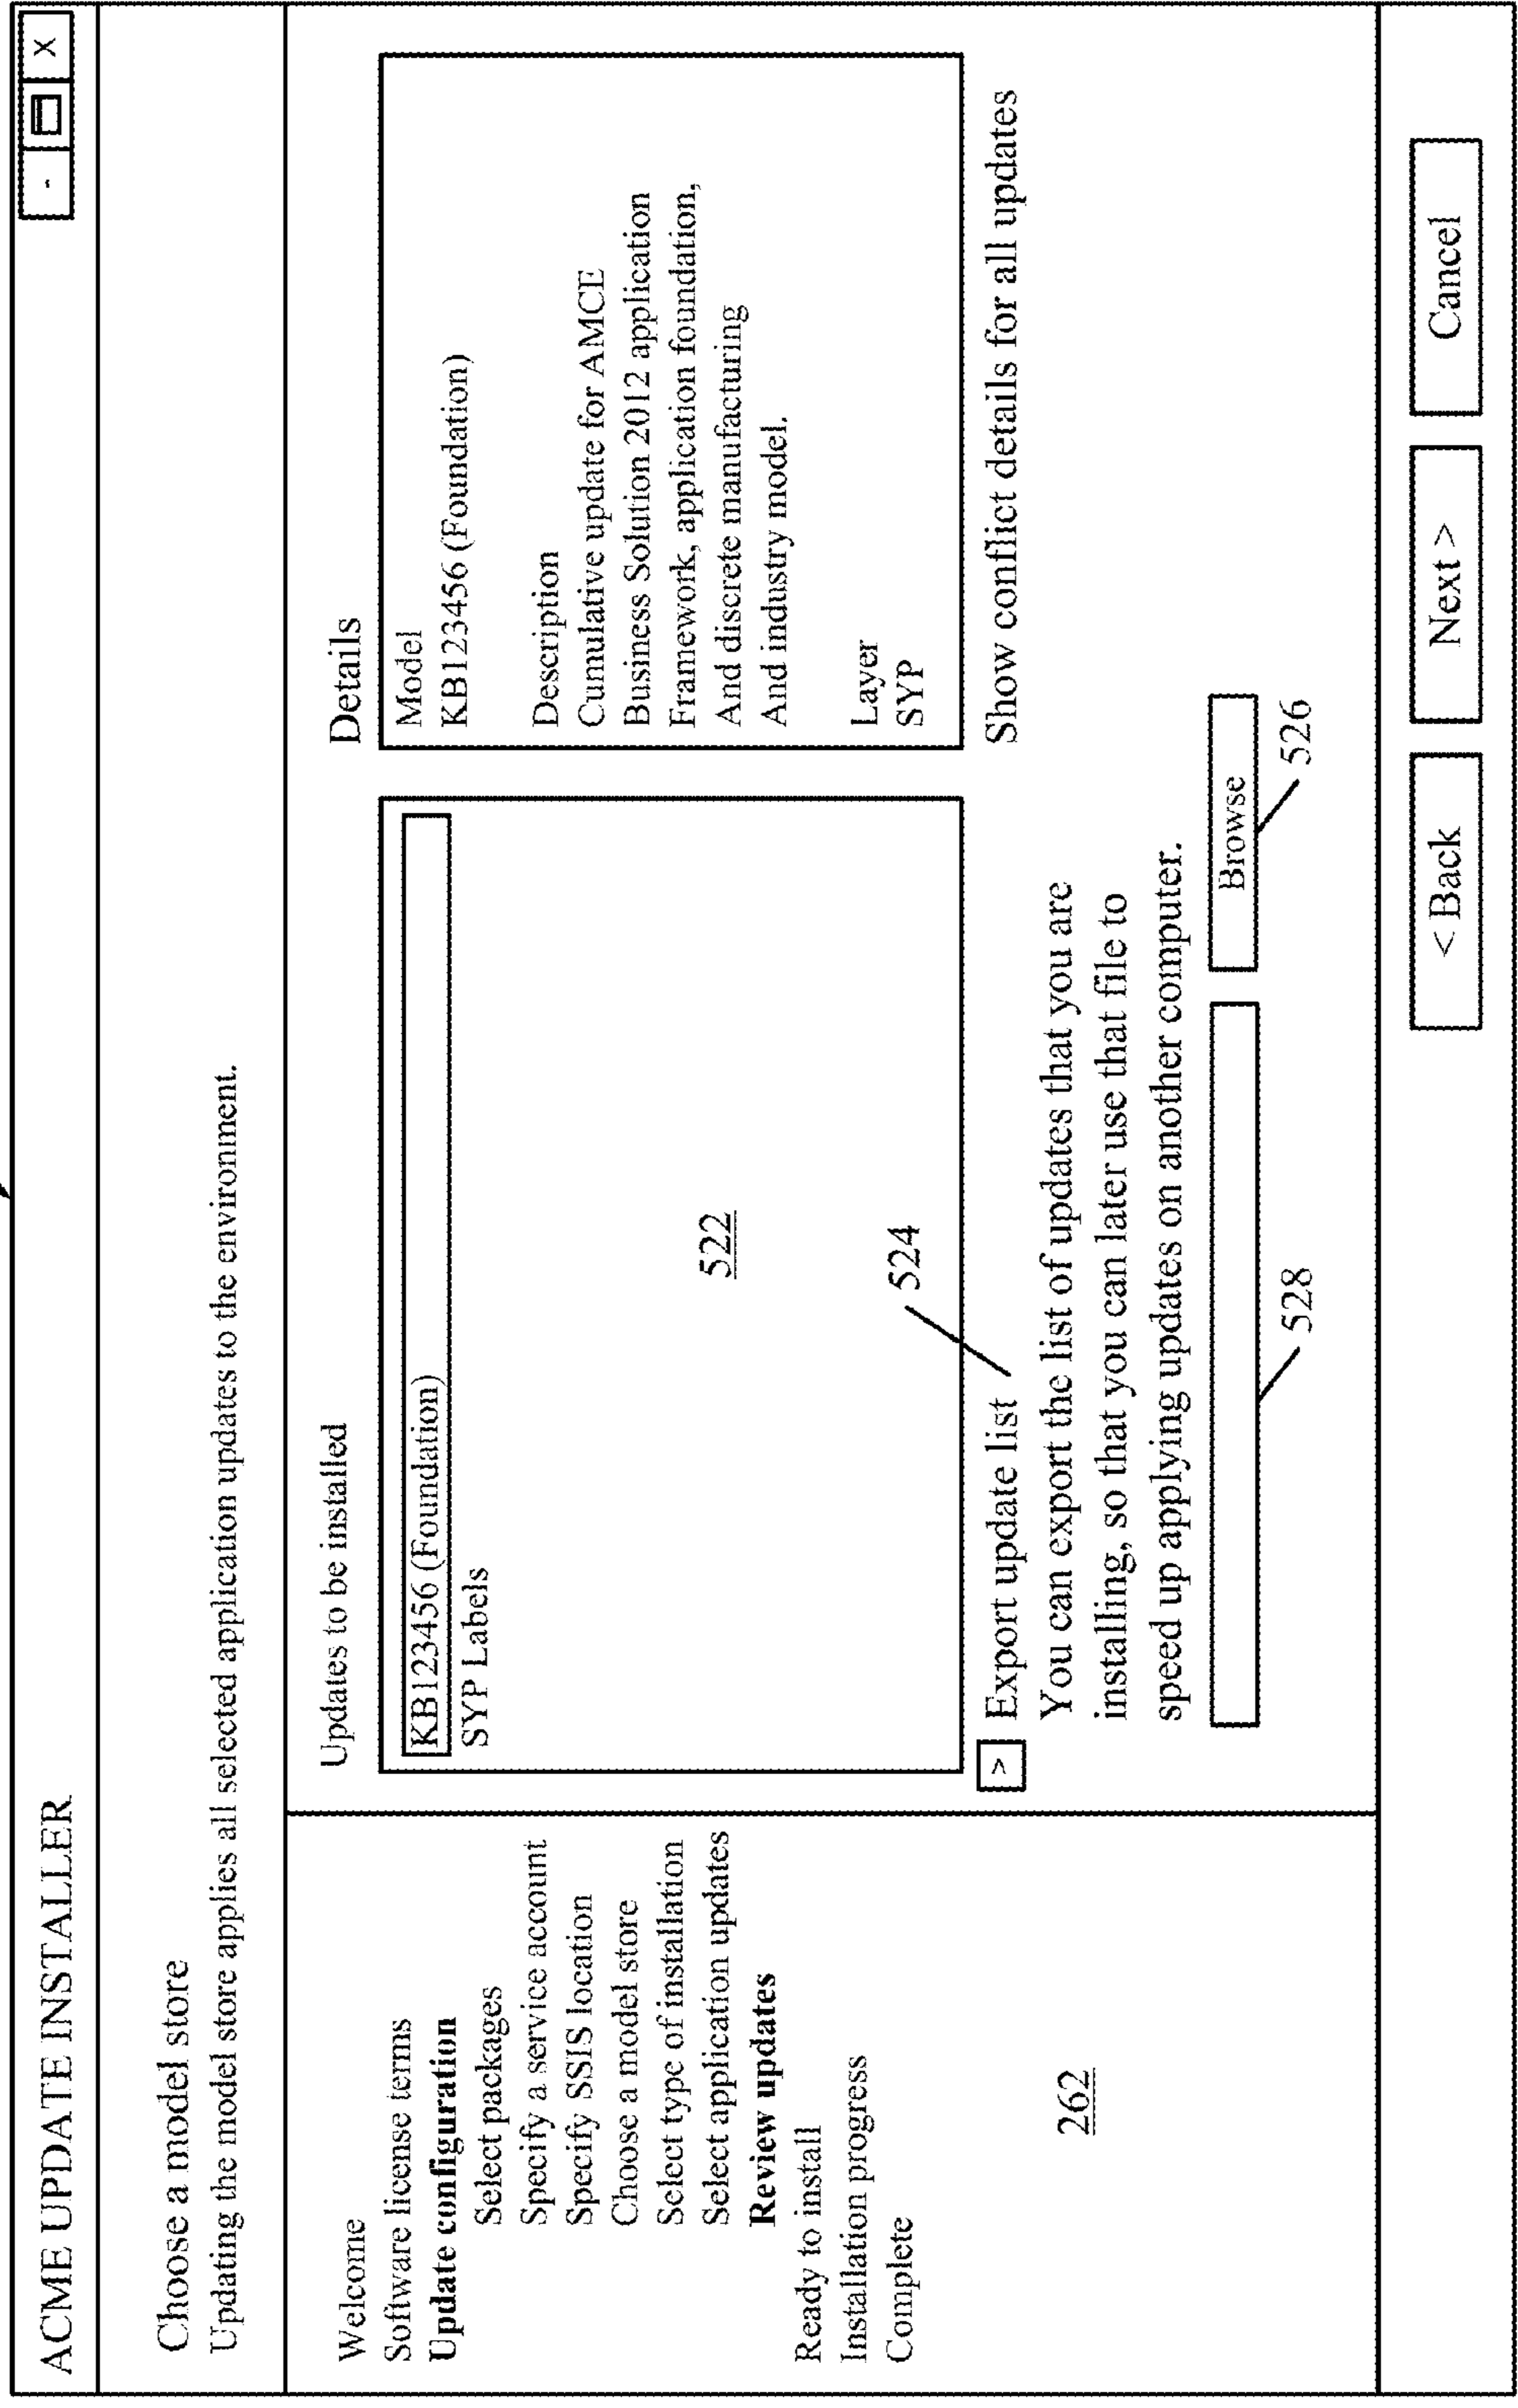 ACME UPDATE INSTALLER
- X
Choose a model store
Updating the model store applies all selected application updates to the environment.
Welcome
Software license terms
Update configuration
Select packages
Specify a service account
Specify SSIS location
Choose a model store
Select type of installation
Select application updates
Review updates
Ready to install
Installation progress
Complete
262
Updates to be installed
KB123456 (Foundation)
SYP Labels
522
524
Details
Model
KB123456 (Foundation)
Description
Cumulative update for AMCE
Business Solution 2012 application
Framework, application foundation,
And discrete manufacturing
And industry model.
Layer
SYP
> Export update list
You can export the list of updates that you are
installing, so that you can later use that file to
speed up applying updates on another computer.
Browse
528
526
Show conflict details for all updates
< Back
Next >
Cancel